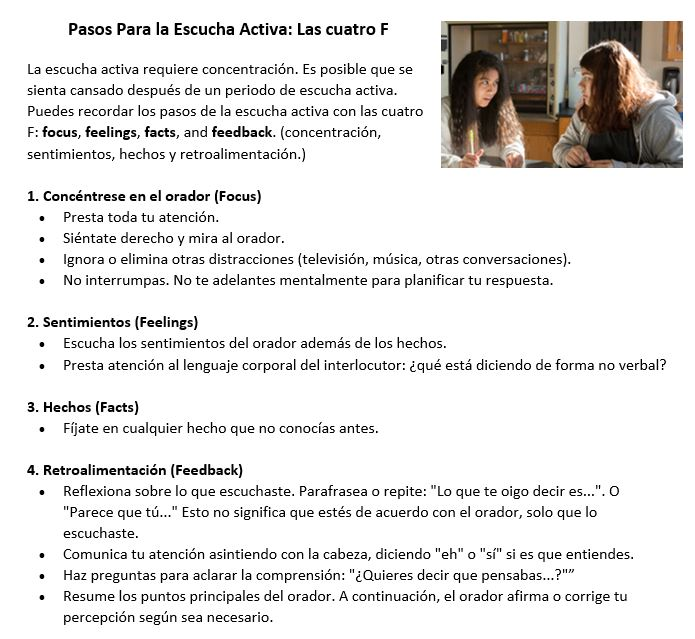 Pasos Para la Escucha Activa: Las cuatro F
La escucha activa requiere concentración. Es posible que se
sienta cansado después de un periodo de escucha activa.
Puedes recordar los pasos de la escucha activa con las cuatro
F: focus, feelings, facts, and feedback. (concentración,
sentimientos, hechos y retroalimentación.)
1. Concéntrese en el orador (Focus)
• Presta toda tu atención.
• Siéntate derecho y mira al orador.
• Ignora o elimina otras distracciones (televisión, música, otras conversaciones).
• No interrumpas. No te adelantes mentalmente para planificar tu respuesta.
2. Sentimientos (Feelings)
• Escucha los sentimientos del orador además de los hechos.
• Presta atención al lenguaje corporal del interlocutor: ¿qué está diciendo de forma no verbal?
3. Hechos (Facts)
• Fíjate en cualquier hecho que no conocías antes.
4. Retroalimentación (Feedback)
• Reflexiona sobre lo que escuchaste. Parafrasea o repite: "Lo que te oigo decir es...". O
"Parece que tú..." Esto no significa que estés de acuerdo con el orador, solo que lo
escuchaste.
• Comunica tu atención asintiendo con la cabeza, diciendo "eh" o "sí" si es que entiendes.
• Haz preguntas para aclarar la comprensión: "¿Quieres decir que pensabas...?"”
• Resume los puntos principales del orador. A continuación, el orador afirma o corrige tu
percepción según sea necesario.